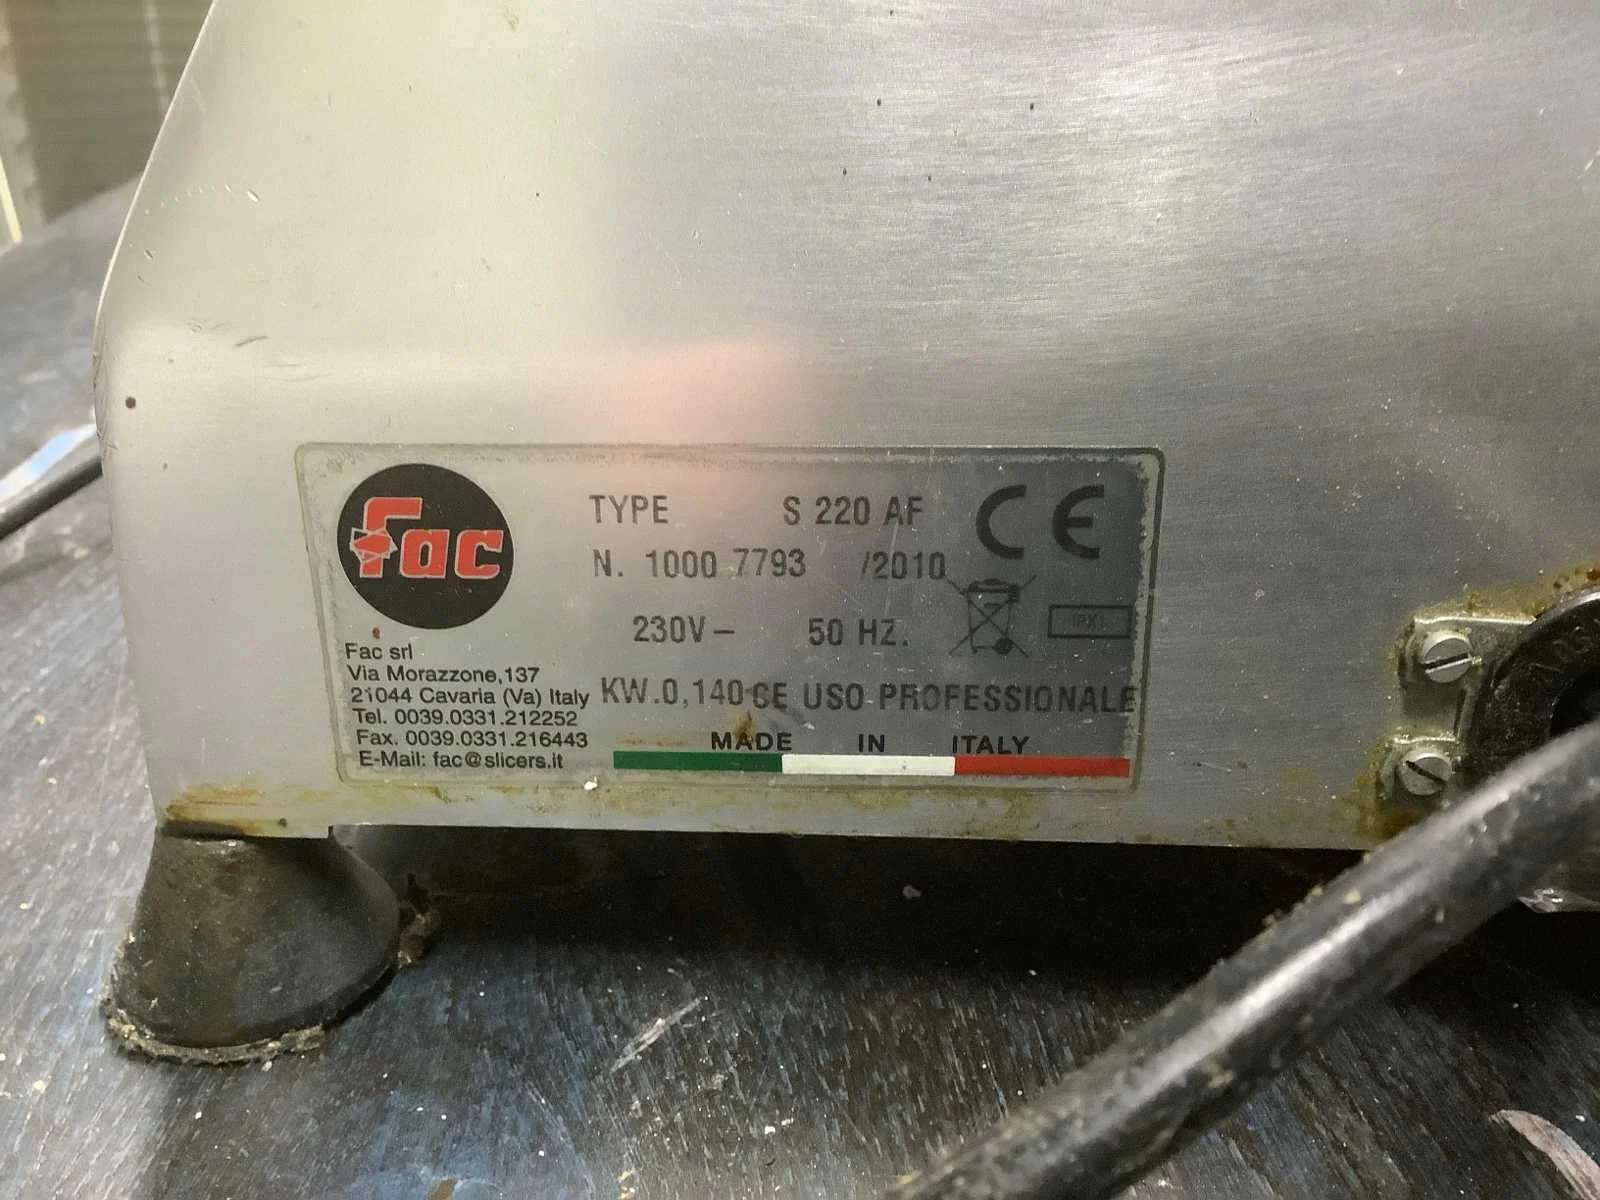 Fac
TYPE S 220 AF
CE
N. 1000 7793 /2010
230V– 50 HZ.
IPX1
KW.0,140 CE USO PROFESSIONALE
MADE IN ITALY
Fac srl
Via Morazzone,137
21044 Cavaria (Va) Italy
Tel. 0039.0331.212252
Fax. 0039.0331.216443
E-Mail: fac@slicers.it